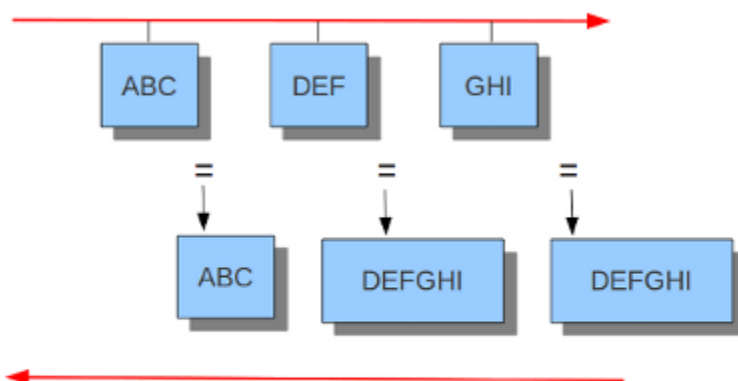 ABC DEF GHI
= = =
ABC DEFGHI DEFGHI